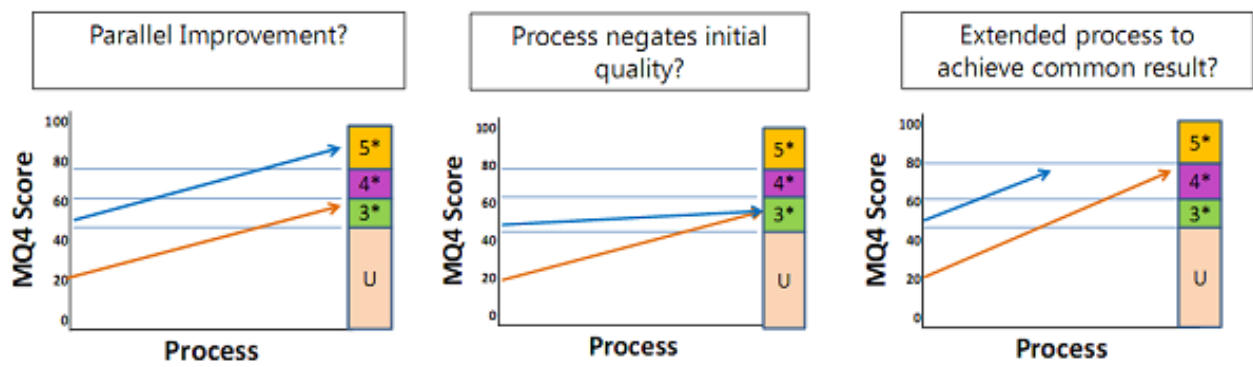 Parallel Improvement?
100
80
60
40
20
0
MQ4 Score
5*
4*
3*
U
Process
Process negates initial
quality?
100
80
60
40
20
0
MQ4 Score
5*
4*
3*
U
Process
Extended process to
achieve common result?
100
80
60
40
20
0
MQ4 Score
5*
4*
3*
U
Process